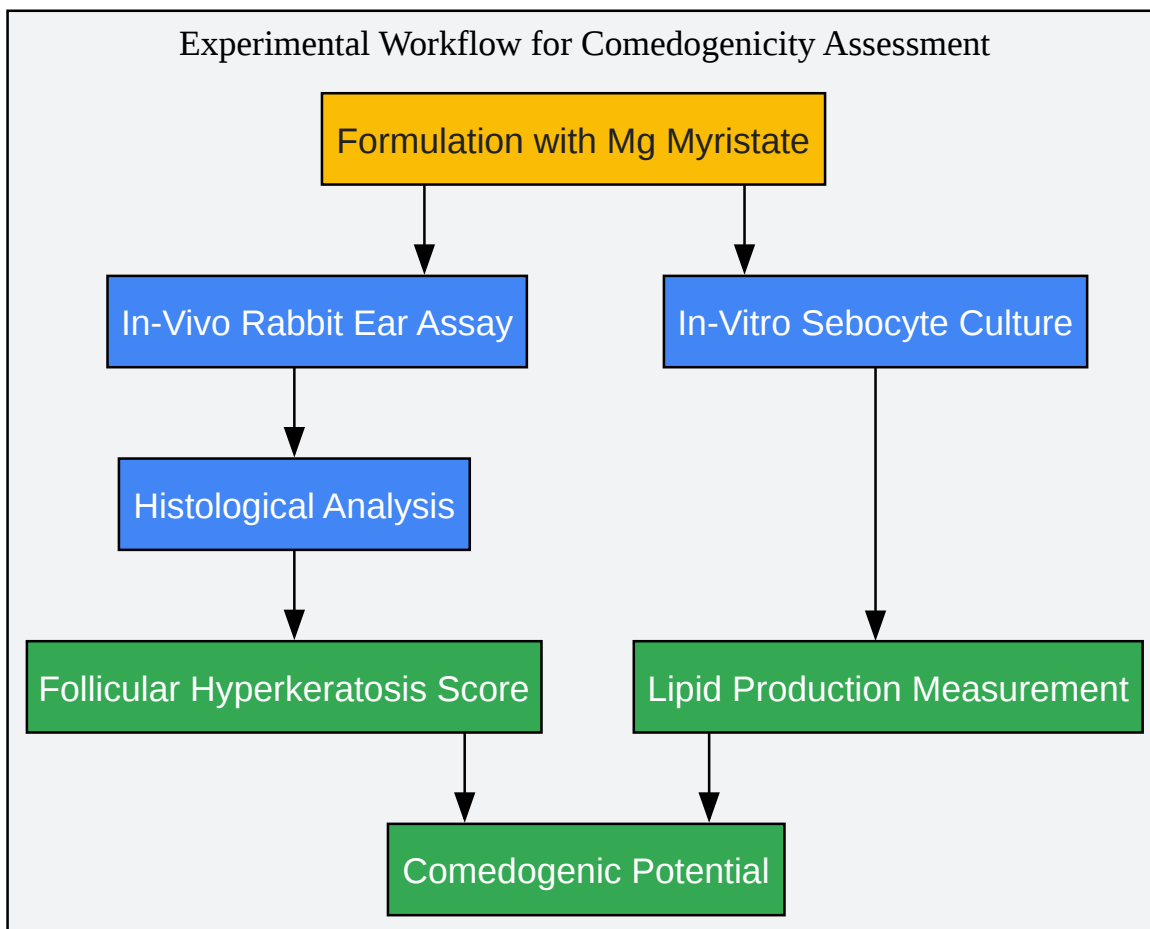 Experimental Workflow for Comedogenicity Assessment
Formulation with Mg Myristate
In-Vivo Rabbit Ear Assay
In-Vitro Sebocyte Culture
Histological Analysis
Follicular Hyperkeratosis Score
Lipid Production Measurement
Comedogenic Potential